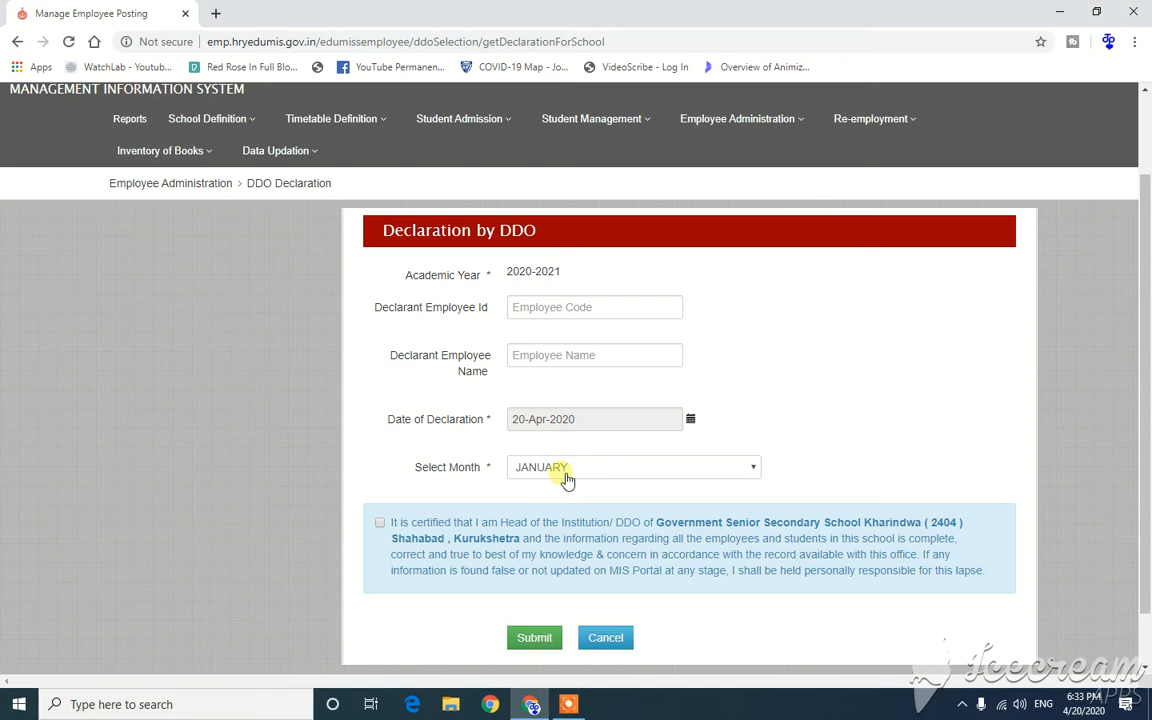 Manage Employee Posting
Not secure emp.hryedumis.gov.in/edumissemployee/ddoSelection/getDeclarationForSchool
Apps WatchLab - Youtub... Red Rose In Full Blo... YouTube Permanen... COVID-19 Map - Jo... VideoScribe - Log In Overview of Animiz...
MANAGEMENT INFORMATION SYSTEM
Reports School Definition Timetable Definition Student Admission Student Management Employee Administration Re-employment
Inventory of Books Data Updation
Employee Administration > DDO Declaration
Declaration by DDO
Academic Year * 2020-2021
Declarant Employee Id Employee Code
Declarant Employee Employee Name
Name
Date of Declaration * 20-Apr-2020
Select Month * JANUARY
It is certified that I am Head of the Institution/ DDO of Government Senior Secondary School Kharindwa ( 2404 )
Shahabad , Kurukshetra and the information regarding all the employees and students in this school is complete,
correct and true to best of my knowledge & concern in accordance with the record available with this office. If any
information is found false or not updated on MIS Portal at any stage, I shall be held personally responsible for this lapse.
Submit Cancel
Icecream
APPS
Type here to search ENG 6:33 PM
4/20/2020